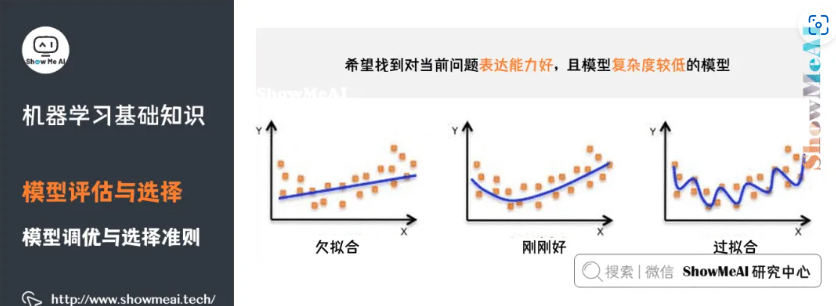 Show Me AI
机器学习基础知识
模型评估与选择
模型调优与选择准则
http://www.showmeai.tech/
希望找到对当前问题表达能力好，且模型复杂度较低的模型
ShowMeAI
ShowMeAI
Y
X
欠拟合
Y
X
刚刚好
Y
X
过拟合
搜索 | 微信 ShowMeAI 研究中心